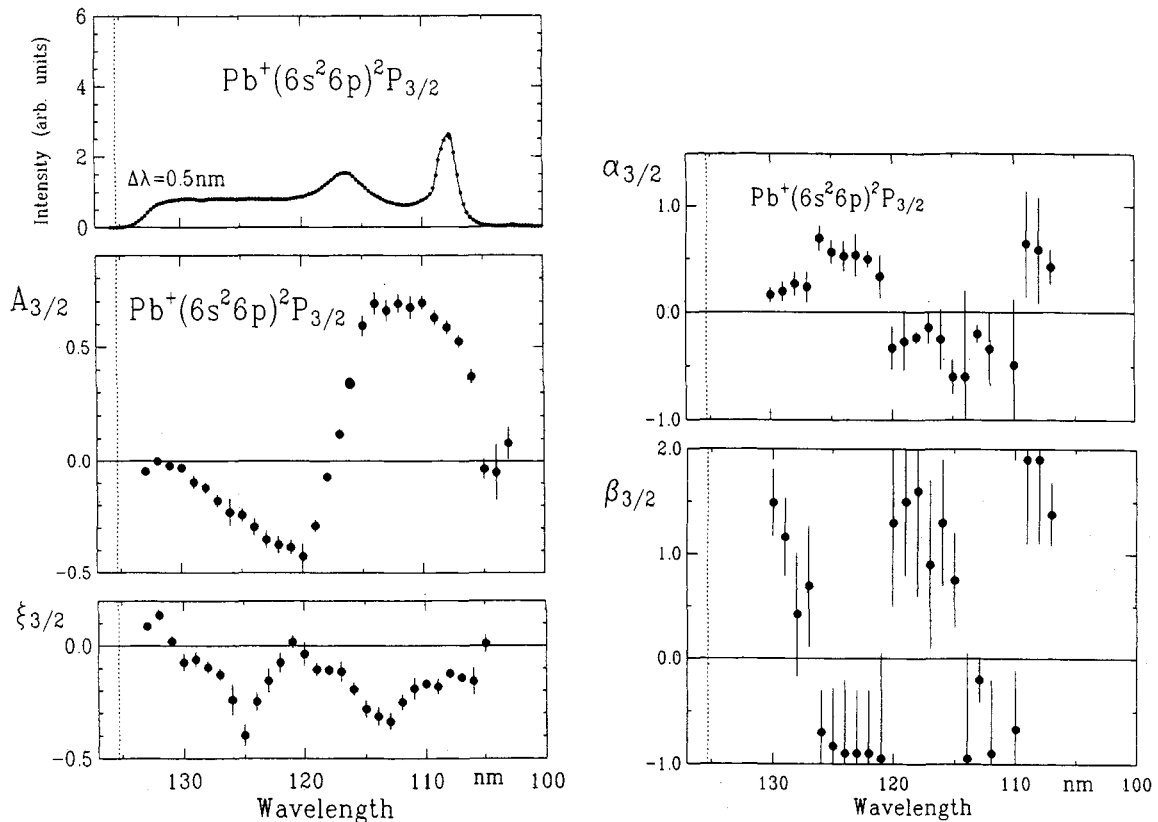 6
4
2
0
Intensity (arb. units)
Pb⁺(6s²6p)²P₃/₂
Δλ=0.5nm
A₃/₂
Pb⁺(6s²6p)²P₃/₂
0.5
0.0
-0.5
ξ₃/₂
0.0
-0.5
130
120
110
nm
100
Wavelength
α₃/₂
Pb⁺(6s²6p)²P₃/₂
1.0
0.0
-1.0
β₃/₂
2.0
1.0
0.0
-1.0
130
120
110
nm
100
Wavelength